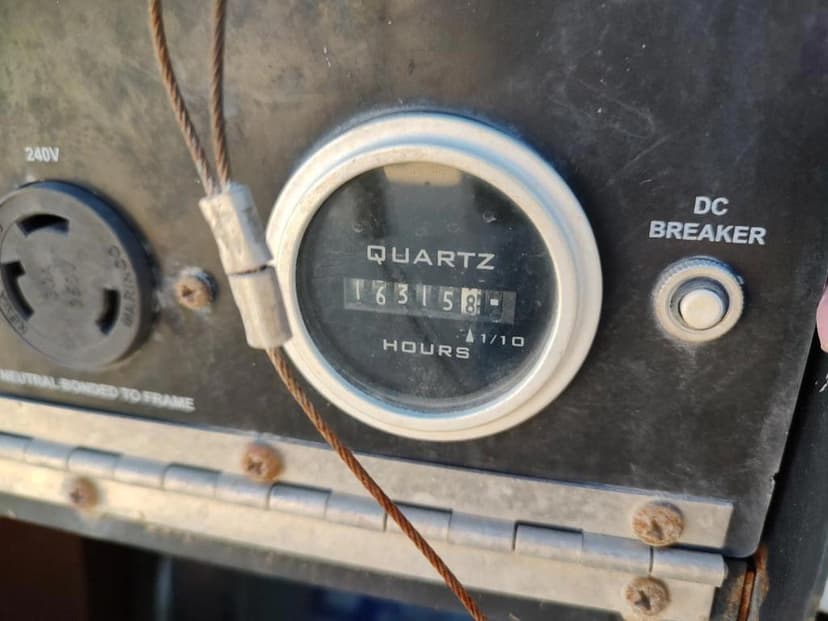 240V
QUARTZ
163158
1/10
HOURS
DC
BREAKER
NEUTRAL BONDED TO FRAME